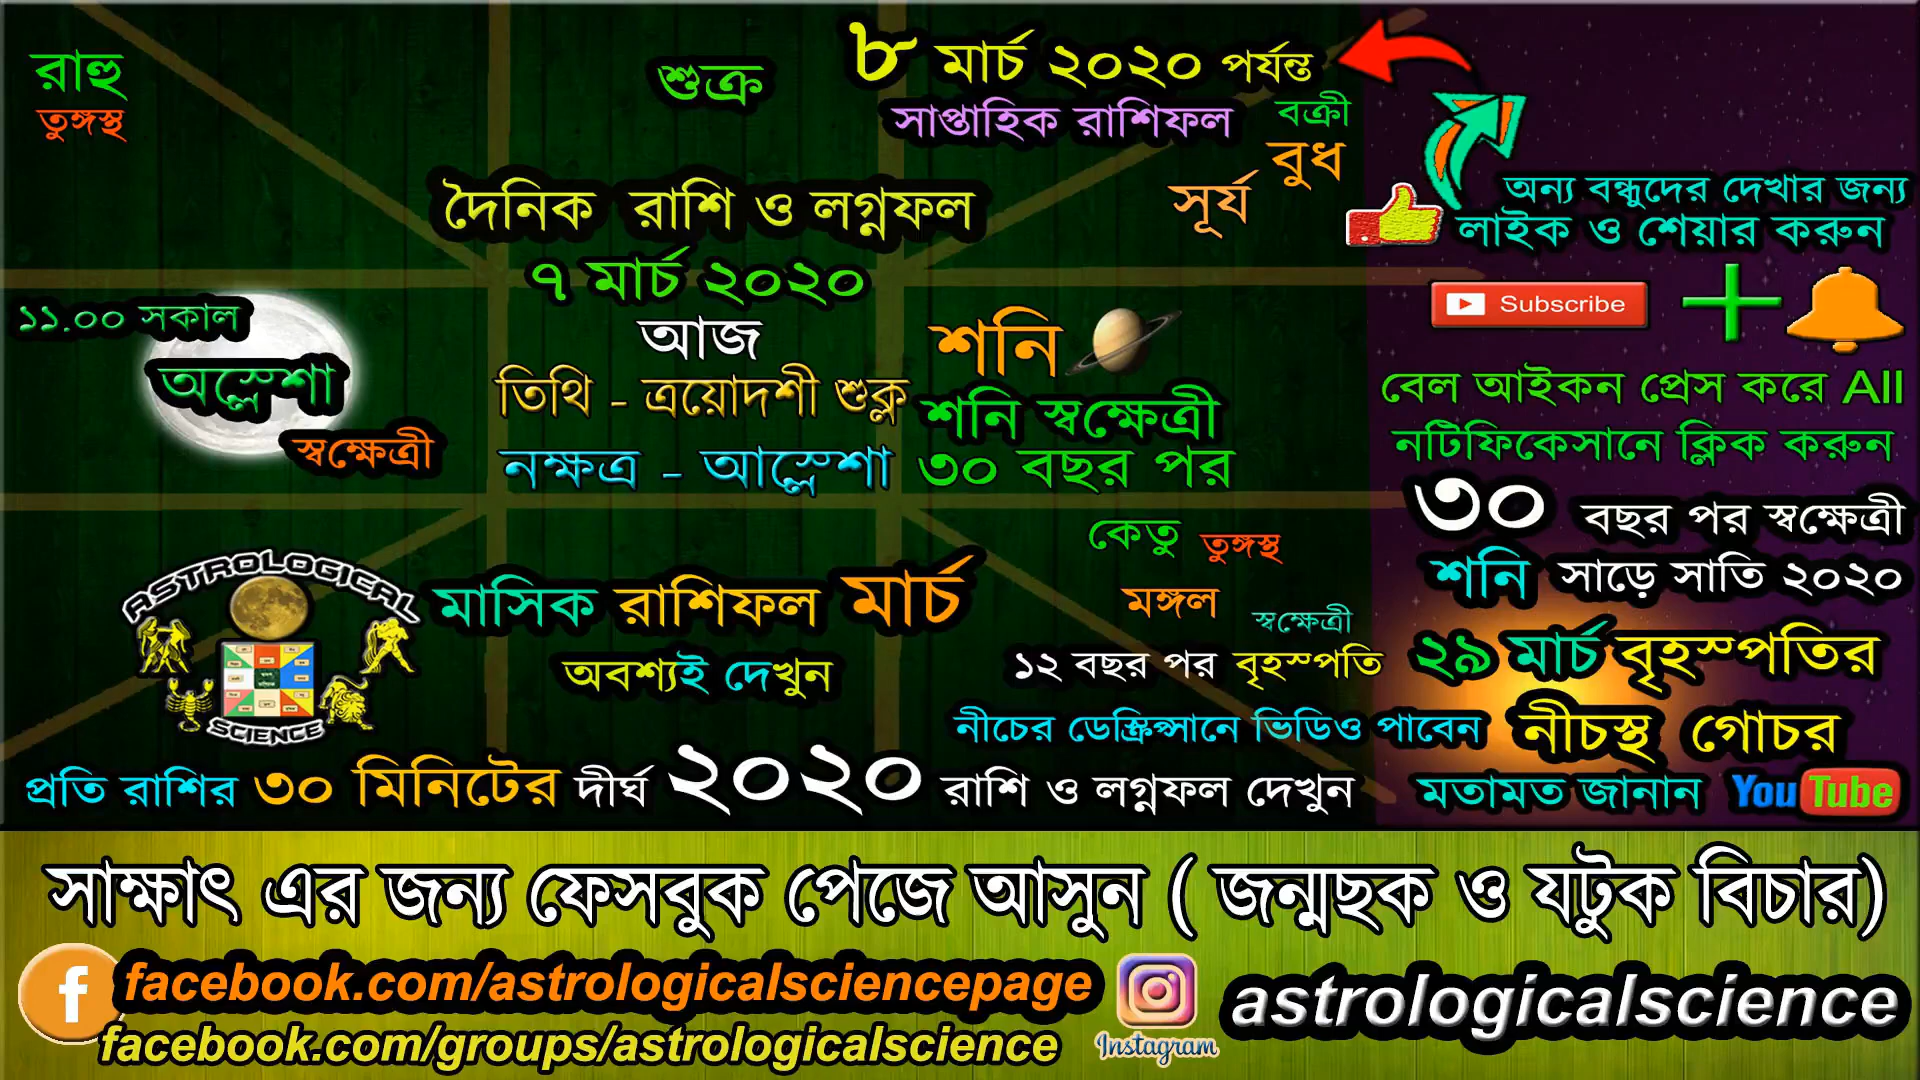 রাহু
তুঙ্গস্থ
শুক্র
৮ মার্চ ২০২০ পর্যন্ত
সাপ্তাহিক রাশিফল
বক্রী
বুধ
সূর্য
দৈনিক রাশি ও লগ্নফল
৭ মার্চ ২০২০
আজ
তিথি - ত্রয়োদশী শুক্ল
নক্ষত্র - আস্লেশা
১১.০০ সকাল
অস্লেশা
স্বক্ষেত্রী
শনি
শনি স্বক্ষেত্রী
৩০ বছর পর
অন্য বন্ধুদের দেখার জন্য
লাইক ও শেয়ার করুন
Subscribe
বেল আইকন প্রেস করে All
নটিফিকেসানে ক্লিক করুন
৩০ বছর পর স্বক্ষেত্রী
শনি সাড়ে সাতি ২০২০
২৯ মার্চ বৃহস্পতির
নীচস্থ গোচর
মতামত জানান YouTube
কেতু তুঙ্গস্থ
মঙ্গল
স্বক্ষেত্রী
১২ বছর পর বৃহস্পতি
নীচের ডেস্ক্রিপ্সানে ভিডিও পাবেন
ASTROLOGICAL
SCIENCE
মাসিক রাশিফল মার্চ
অবশ্যই দেখুন
প্রতি রাশির ৩০ মিনিটের দীর্ঘ ২০২০ রাশি ও লগ্নফল দেখুন
সাক্ষাৎ এর জন্য ফেসবুক পেজে আসুন ( জন্মছক ও যটুক বিচার)
f facebook.com/astrologicalsciencepage
facebook.com/groups/astrologicalscience
Instagram
astrologicalscience